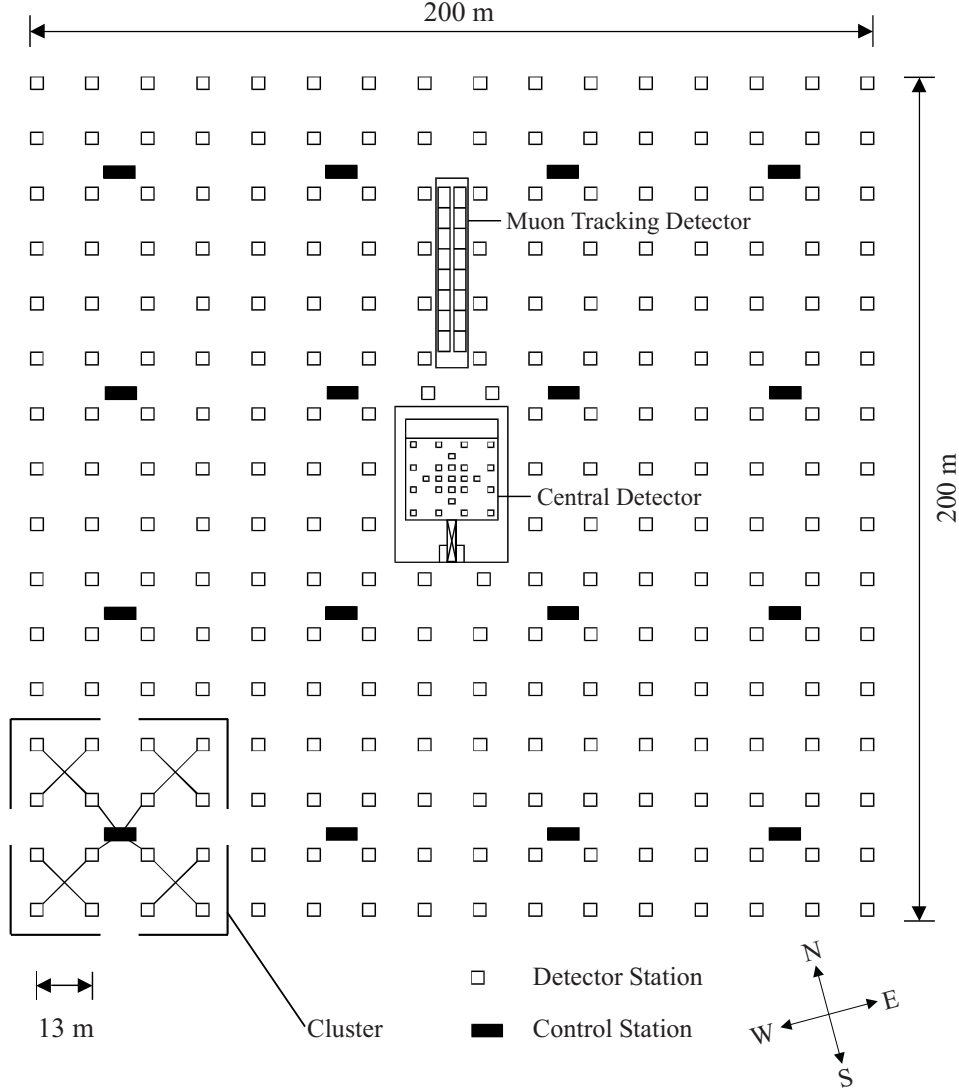 200 m
Muon Tracking Detector
Central Detector
200 m
N
E
W
S
Detector Station
13 m
Cluster
Control Station